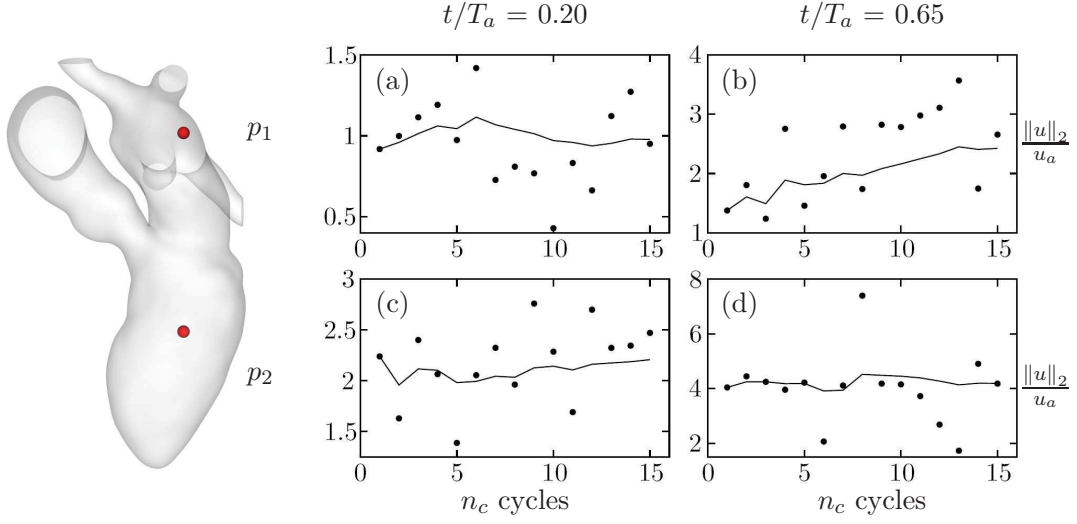 t/T_a = 0.20
t/T_a = 0.65
p_1
(a)
1.5
1
0.5
0
5
10
15
(b)
4
3
2
1
0
5
10
15
‖u‖_2 / u_a
p_2
(c)
3
2.5
2
1.5
0
5
10
15
n_c cycles
(d)
8
6
4
2
0
5
10
15
n_c cycles
‖u‖_2 / u_a